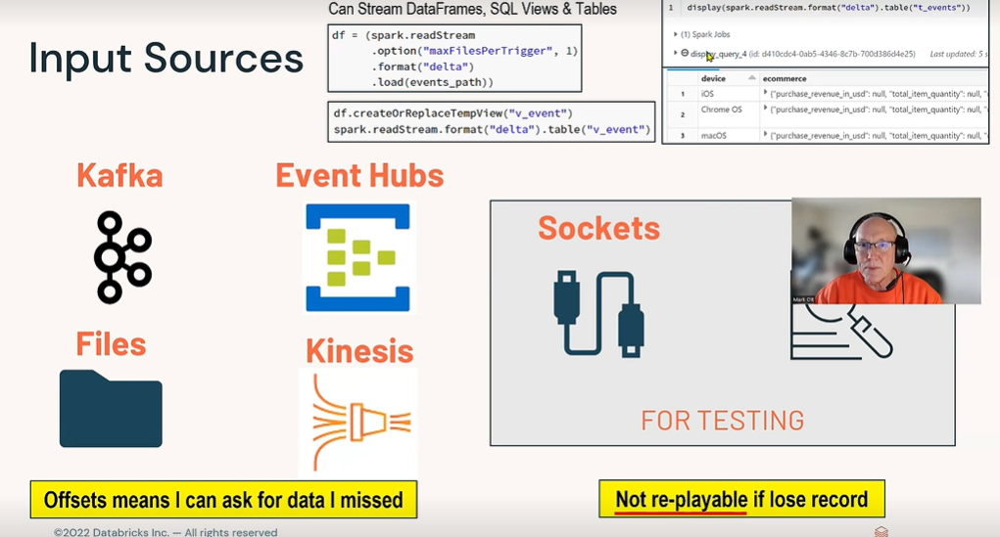 Can Stream DataFrames, SQL Views & Tables
Input Sources
df = (spark.readStream
.option("maxFilesPerTrigger", 1)
.format("delta")
.load(events_path))
df.createOrReplaceTempView("v_event")
spark.readStream.format("delta").table("v_event")
1 display(spark.readStream.format("delta").table("t_events"))
(1) Spark Jobs
display_query_4 (id: d410cdc4-0ab5-4346-8c7b-700d386d4e25) Last updated: 5 s
device ecommerce
1 iOS {"purchase_revenue_in_usd": null, "total_item_quantity": null, "
2 Chrome OS {"purchase_revenue_in_usd": null, "total_item_quantity": null, "
3 macOS {"purchase_revenue_in_usd": null, "total_item_quantity": null, "
Kafka
Event Hubs
Sockets
Files
Kinesis
FOR TESTING
Offsets means I can ask for data I missed
Not re-playable if lose record
©2022 Databricks Inc. — All rights reserved